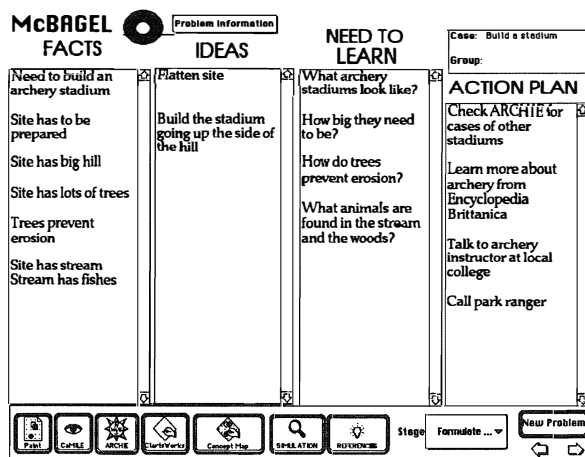 McBAGEL
Problem Information
FACTS
IDEAS
NEED TO
LEARN
Case: Build a stadium
Group:
ACTION PLAN
Need to build an
archery stadium
Site has to be
prepared
Site has big hill
Site has lots of trees
Trees prevent
erosion
Site has stream
Stream has fishes
Flatten site
Build the stadium
going up the side of
the hill
What archery
stadiums look like?
How big they need
to be?
How do trees
prevent erosion?
What animals are
found in the stream
and the woods?
Check ARCHIE for
cases of other
stadiums
Learn more about
archery from
Encyclopedia
Brittanica
Talk to archery
instructor at local
college
Call park ranger
Paint
CaMILE
ARCHIE
ClarisWorks
Concept Map
SIMULATION
REFERENCES
Stage
Formulate ...
New Problem